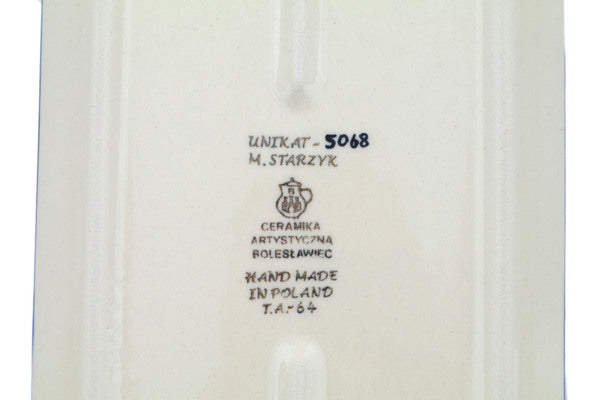 UNIKAT - 5068
M. STARZYK
B
CERAMIKA
ARTYSTYCZNA
BOLESŁAWIEC
HAND MADE
IN POLAND
T.A.-64